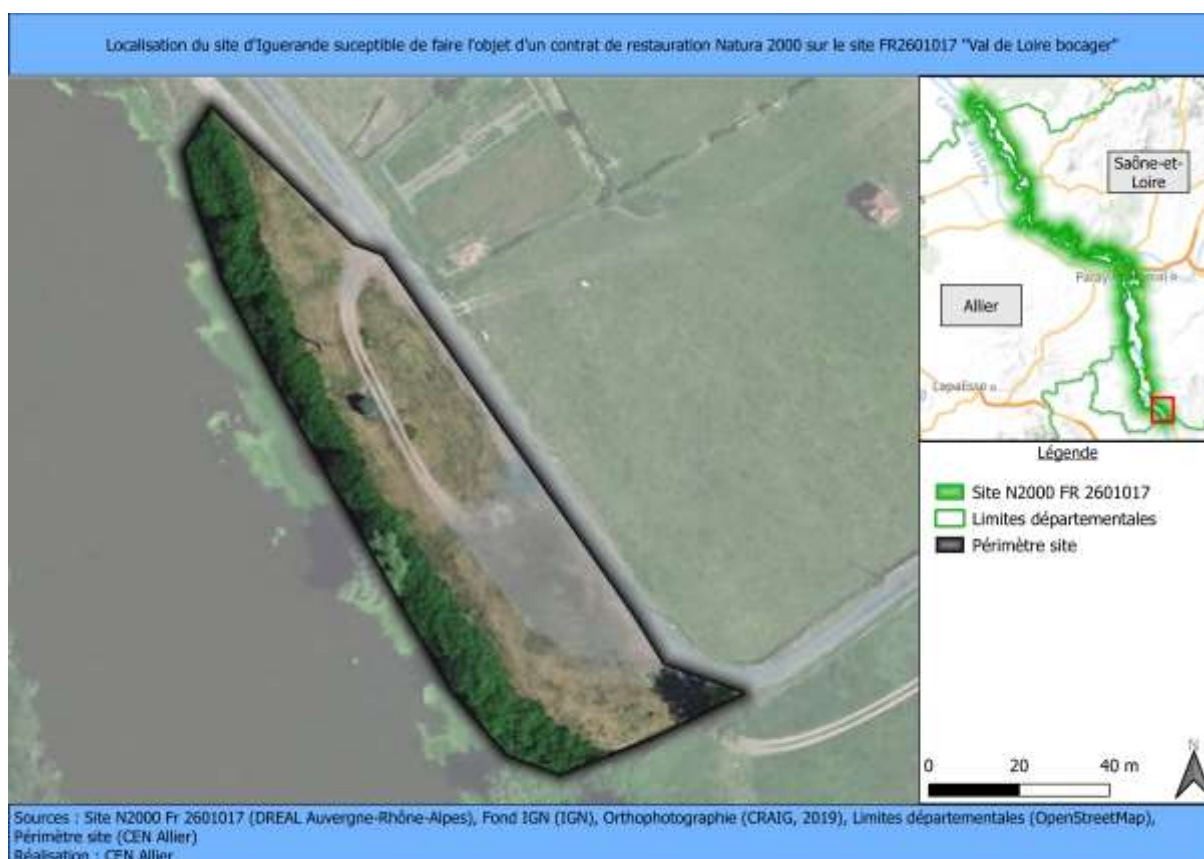 Localisation du site d'Iguerande suceptible de faire l'objet d'un contrat de restauration Natura 2000 sur le site FR2601017 "Val de Loire bocager"
Saône-et-
Loire
Allier
Légende
Site N2000 FR 2601017
Limites départementales
Périmètre site
N
0 20 40 m
Sources : Site N2000 Fr 2601017 (DREAL Auvergne-Rhône-Alpes), Fond IGN (IGN), Orthophotographie (CRAIG, 2019), Limites départementales (OpenStreetMap),
Périmètre site (CEN Allier)
Réalisation : CEN Allier